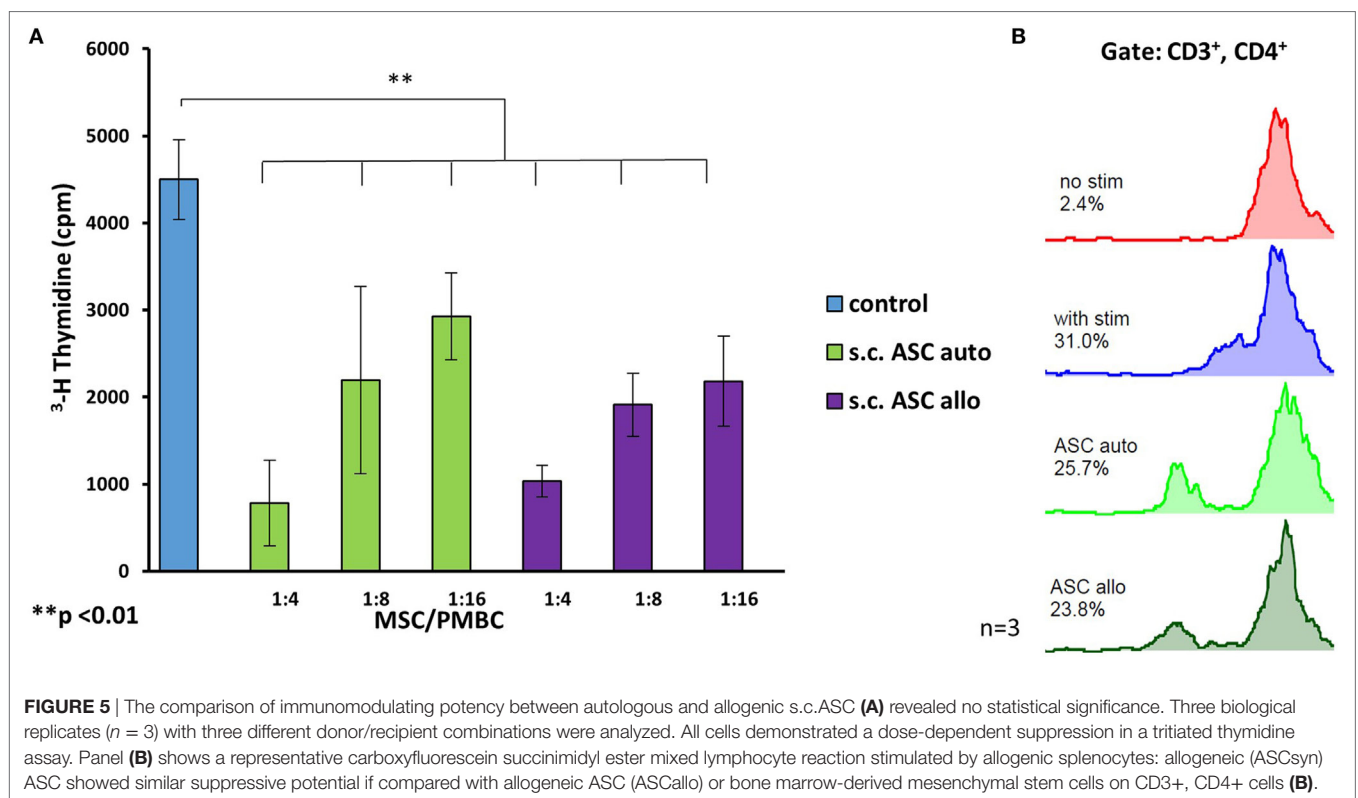 A
6000
5000
4000
3000
2000
1000
0
³-H Thymidine (cpm)
**
1:4 1:8 1:16 1:4 1:8 1:16
MSC/PMBC
**p <0.01
control
s.c. ASC auto
s.c. ASC allo
B
Gate: CD3⁺, CD4⁺
no stim
2.4%
with stim
31.0%
ASC auto
25.7%
ASC allo
23.8%
n=3
FIGURE 5 | The comparison of immunomodulating potency between autologous and allogenic s.c.ASC (A) revealed no statistical significance. Three biological
replicates (n = 3) with three different donor/recipient combinations were analyzed. All cells demonstrated a dose-dependent suppression in a tritiated thymidine
assay. Panel (B) shows a representative carboxyfluorescein succinimidyl ester mixed lymphocyte reaction stimulated by allogenic splenocytes: allogeneic (ASCsyn)
ASC showed similar suppressive potential if compared with allogeneic ASC (ASCallo) or bone marrow-derived mesenchymal stem cells on CD3+, CD4+ cells (B).